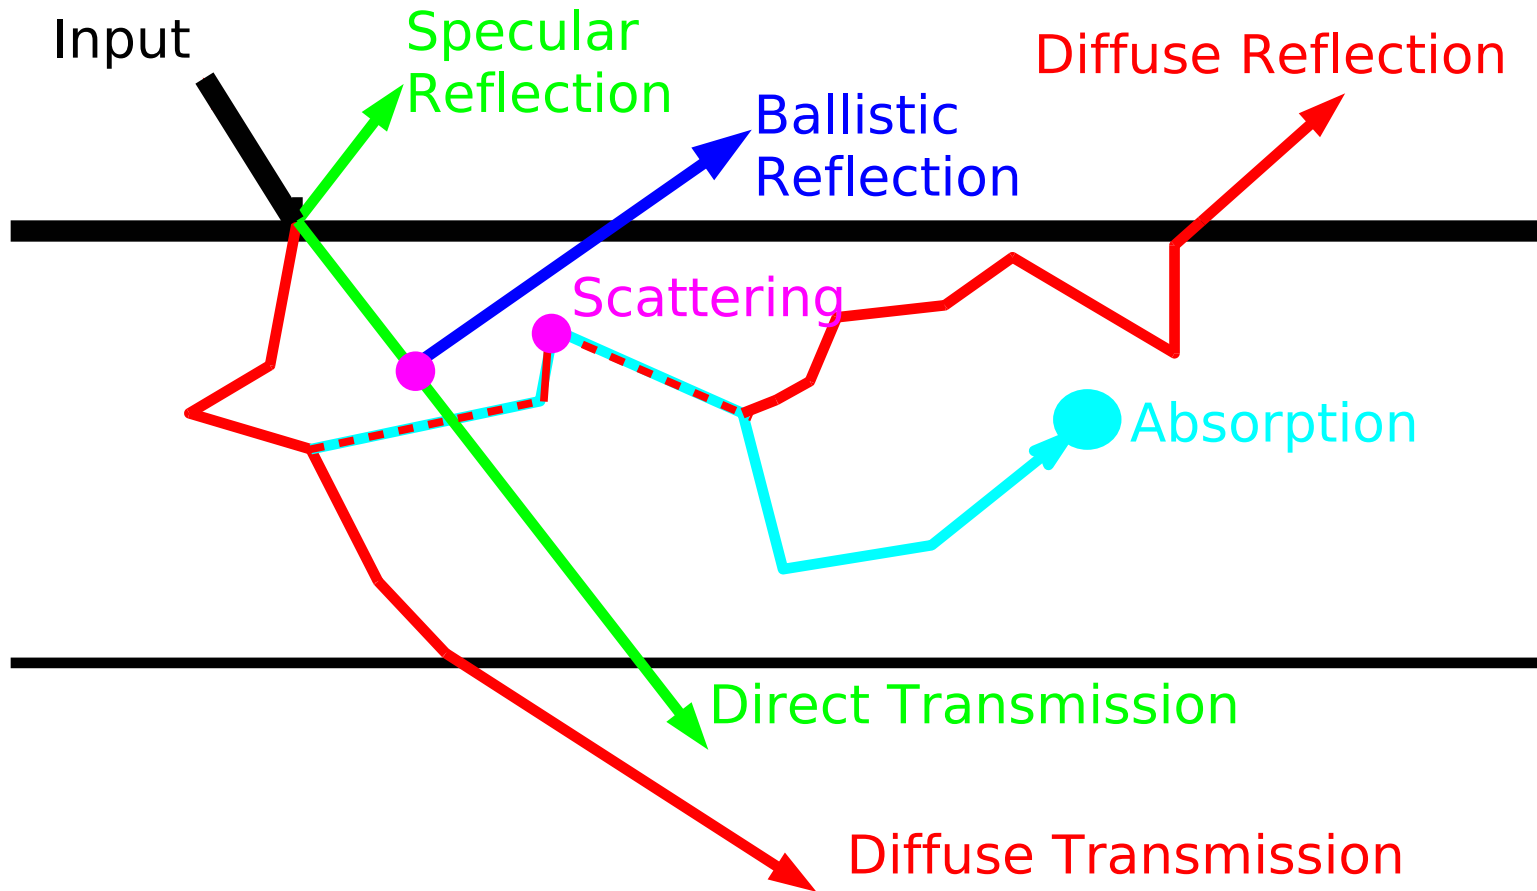 Input
Specular
Reflection
Diffuse Reflection
Ballistic
Reflection
Scattering
Absorption
Direct Transmission
Diffuse Transmission